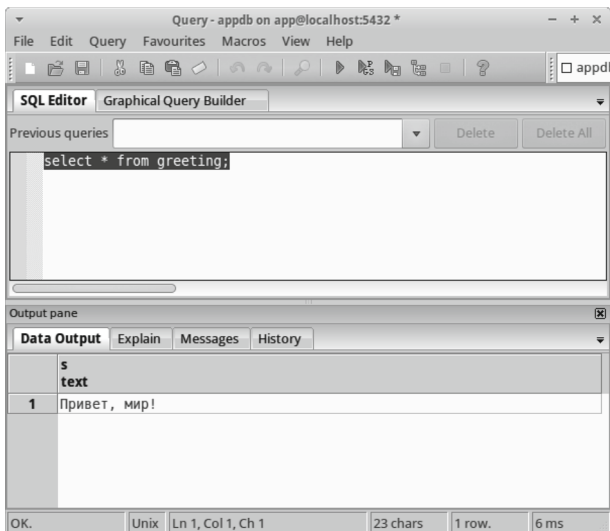 Query - appdb on app@localhost:5432 *
File Edit Query Favourites Macros View Help
SQL Editor Graphical Query Builder
Previous queries Delete Delete All
select * from greeting;
Output pane
Data Output Explain Messages History
s
text
1 Привет, мир!
OK. Unix Ln 1, Col 1, Ch 1 23 chars 1 row. 6 ms